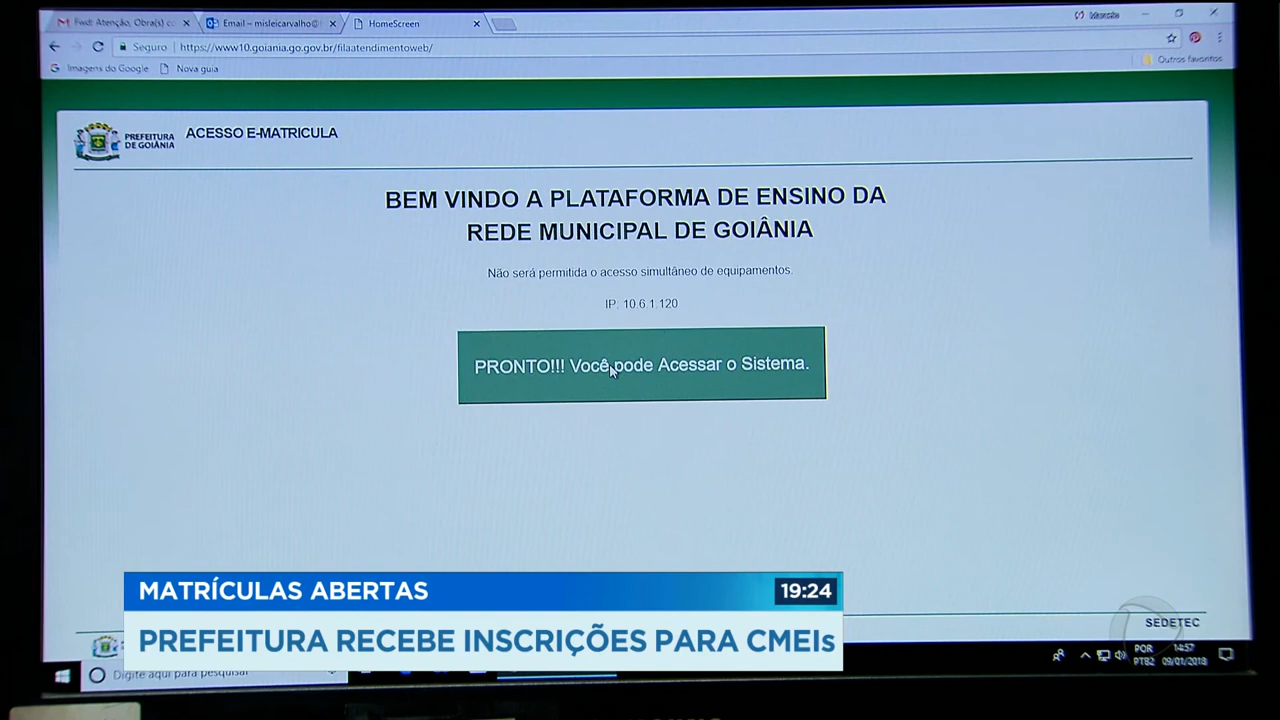 Fwd: Atenção, Obra(s) c
Email – misleicarvalho@
HomeScreen
Seguro
https://www10.goiania.go.gov.br/filaatendimentoweb/
Imagens do Google
Nova guia
Outros favoritos
PREFEITURA
DE GOIÂNIA
ACESSO E-MATRICULA
BEM VINDO A PLATAFORMA DE ENSINO DA
REDE MUNICIPAL DE GOIÂNIA
Não será permitida o acesso simultâneo de equipamentos.
IP: 10.6.1.120
PRONTO!!! Você pode Acessar o Sistema.
MATRÍCULAS ABERTAS
19:24
PREFEITURA RECEBE INSCRIÇÕES PARA CMEIs
SEDETEC
Digite aqui para pesquisar
POR
PTB2
14:57
09/01/2018